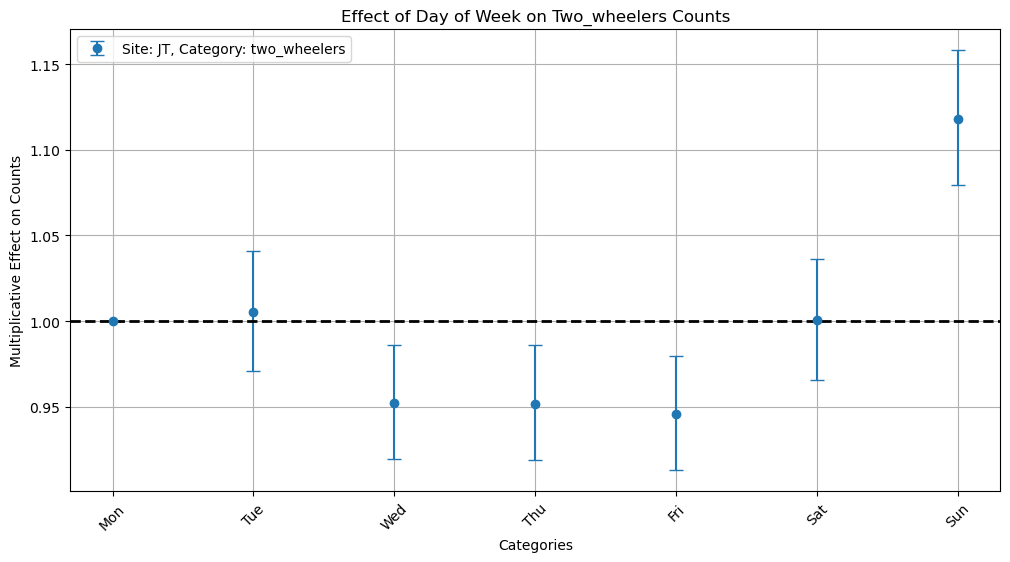 Effect of Day of Week on Two_wheelers Counts
Site: JT, Category: two_wheelers
Multiplicative Effect on Counts
1.15
1.10
1.05
1.00
0.95
Mon
Tue
Wed
Thu
Fri
Sat
Sun
Categories